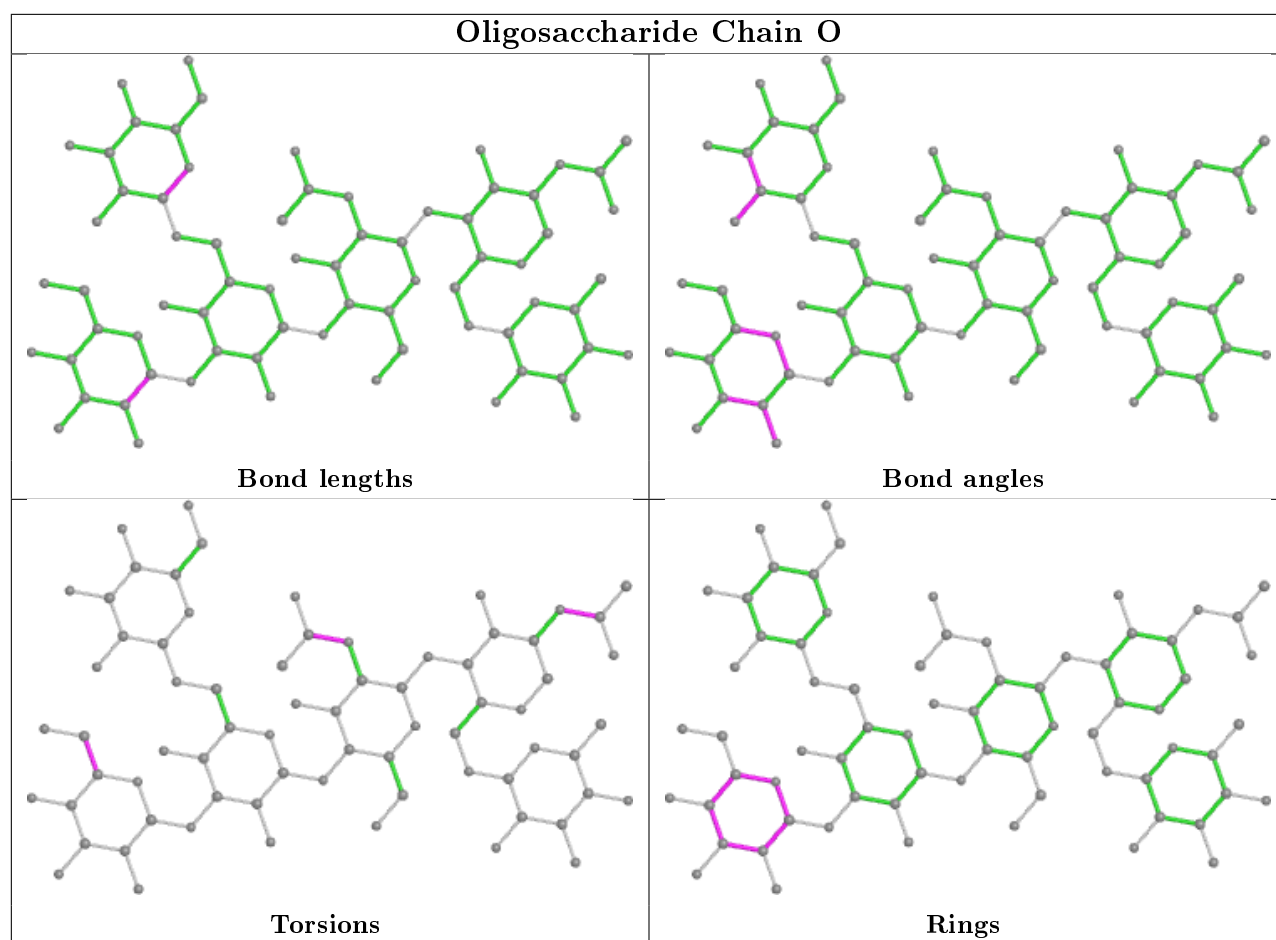 Oligosaccharide Chain O
Bond lengths
Bond angles
Torsions
Rings